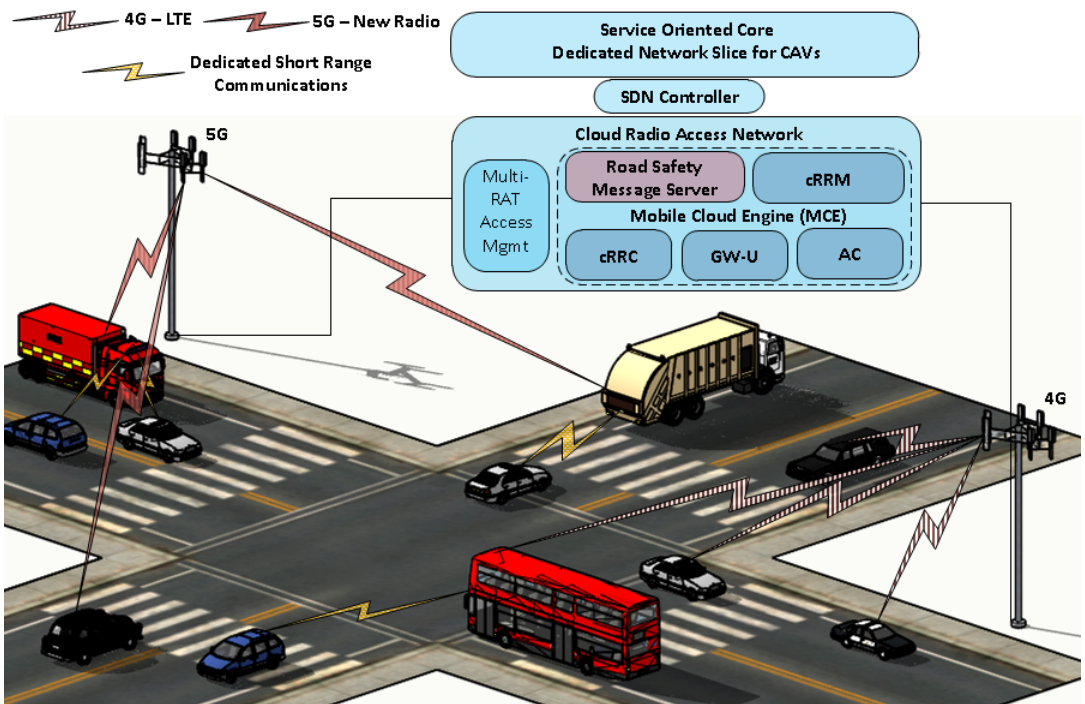 4G – LTE
5G – New Radio
Dedicated Short Range
Communications
Service Oriented Core
Dedicated Network Slice for CAVs
SDN Controller
Cloud Radio Access Network
Multi-
RAT
Access
Mgmt
Road Safety
Message Server
cRRM
Mobile Cloud Engine (MCE)
cRRC
GW-U
AC
5G
4G